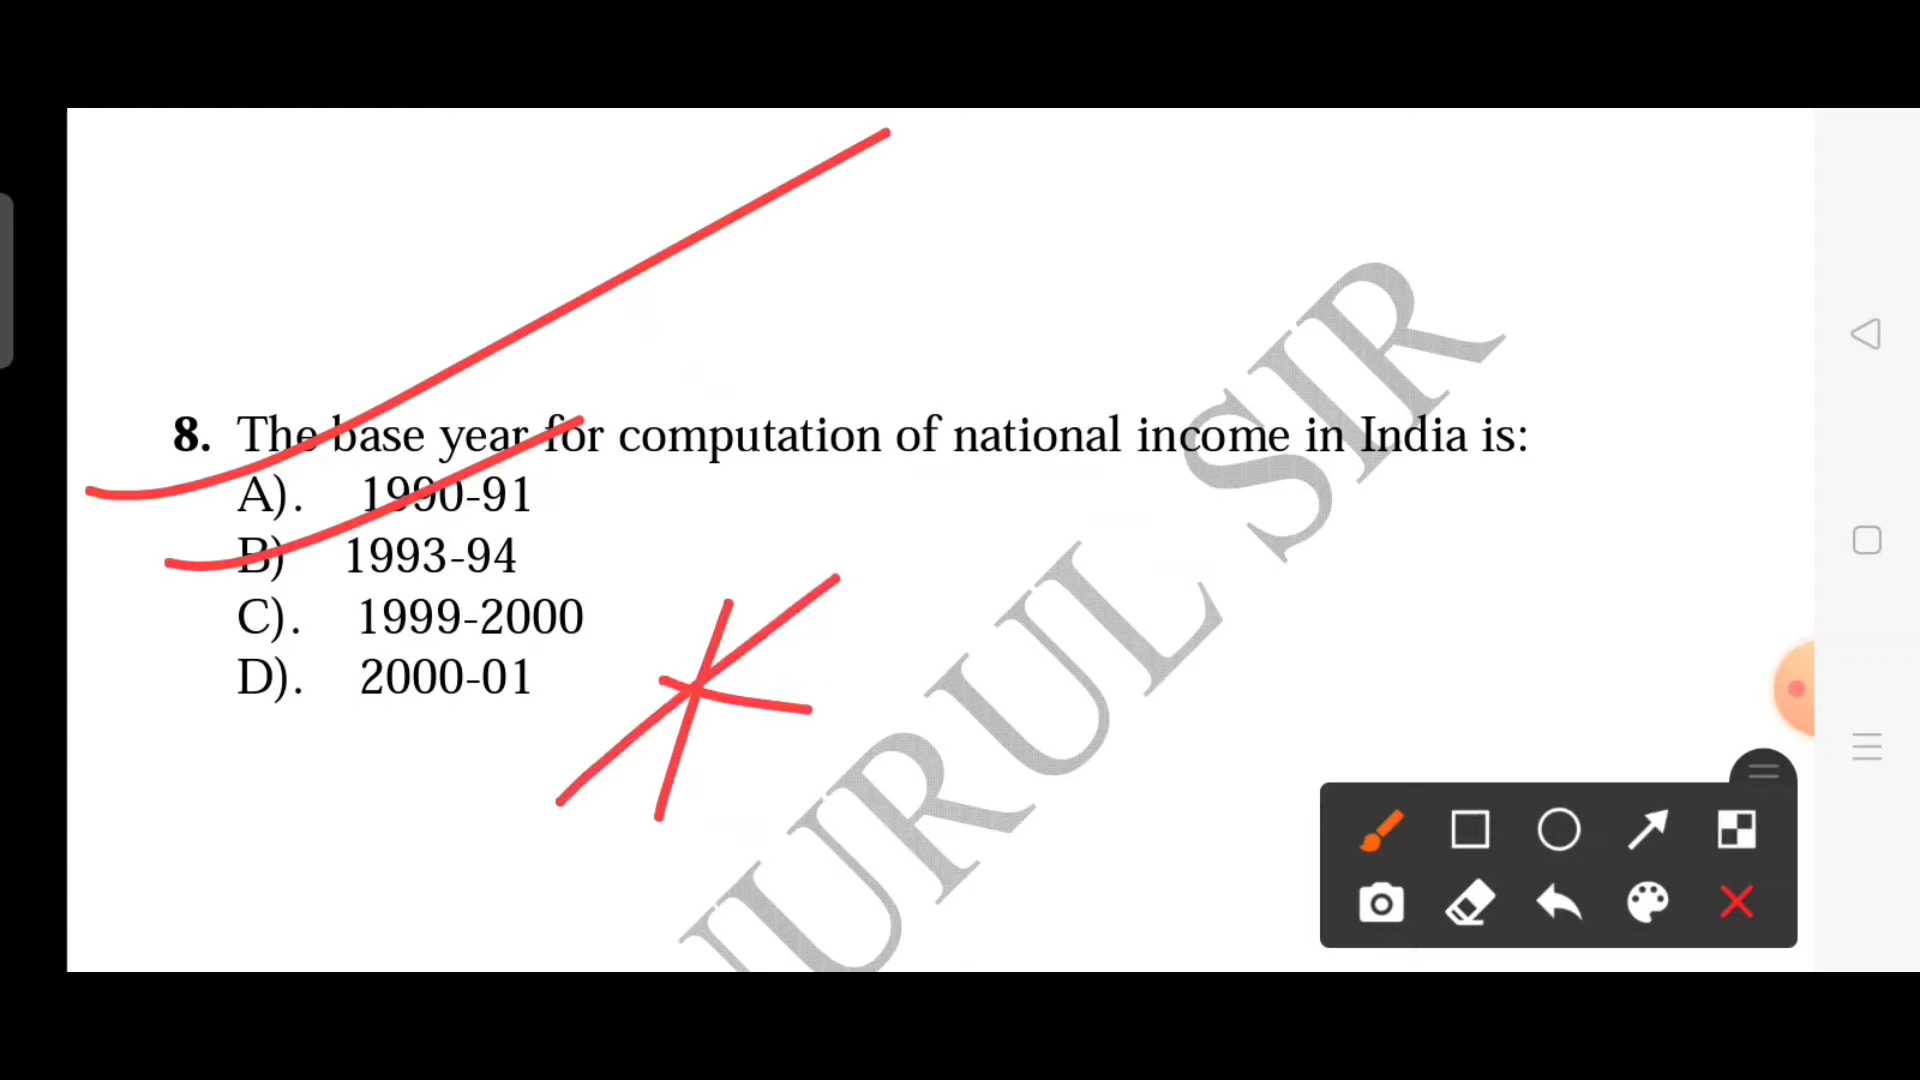 8. The base year for computation of national income in India is:
A). 1990-91
B) 1993-94
C). 1999-2000
D). 2000-01
URUL SIR